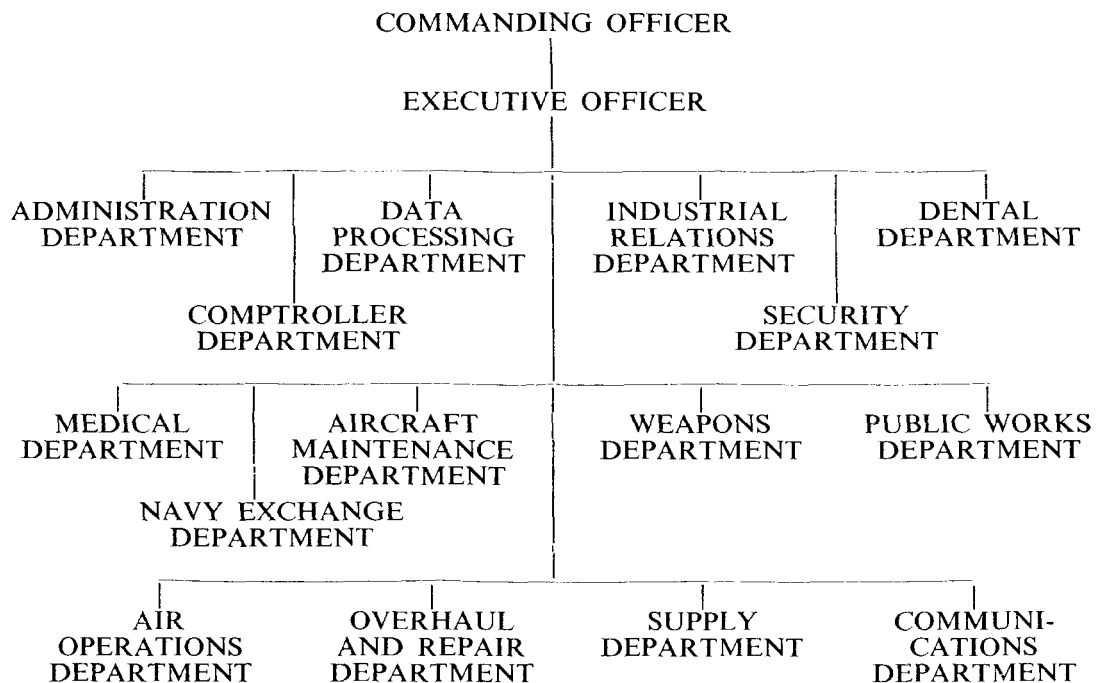 COMMANDING OFFICER
EXECUTIVE OFFICER
ADMINISTRATION
DEPARTMENT
DATA
PROCESSING
DEPARTMENT
INDUSTRIAL
RELATIONS
DEPARTMENT
DENTAL
DEPARTMENT
COMPTROLLER
DEPARTMENT
SECURITY
DEPARTMENT
MEDICAL
DEPARTMENT
AIRCRAFT
MAINTENANCE
DEPARTMENT
WEAPONS
DEPARTMENT
PUBLIC WORKS
DEPARTMENT
NAVY EXCHANGE
DEPARTMENT
AIR
OPERATIONS
DEPARTMENT
OVERHAUL
AND REPAIR
DEPARTMENT
SUPPLY
DEPARTMENT
COMMUNI-
CATIONS
DEPARTMENT